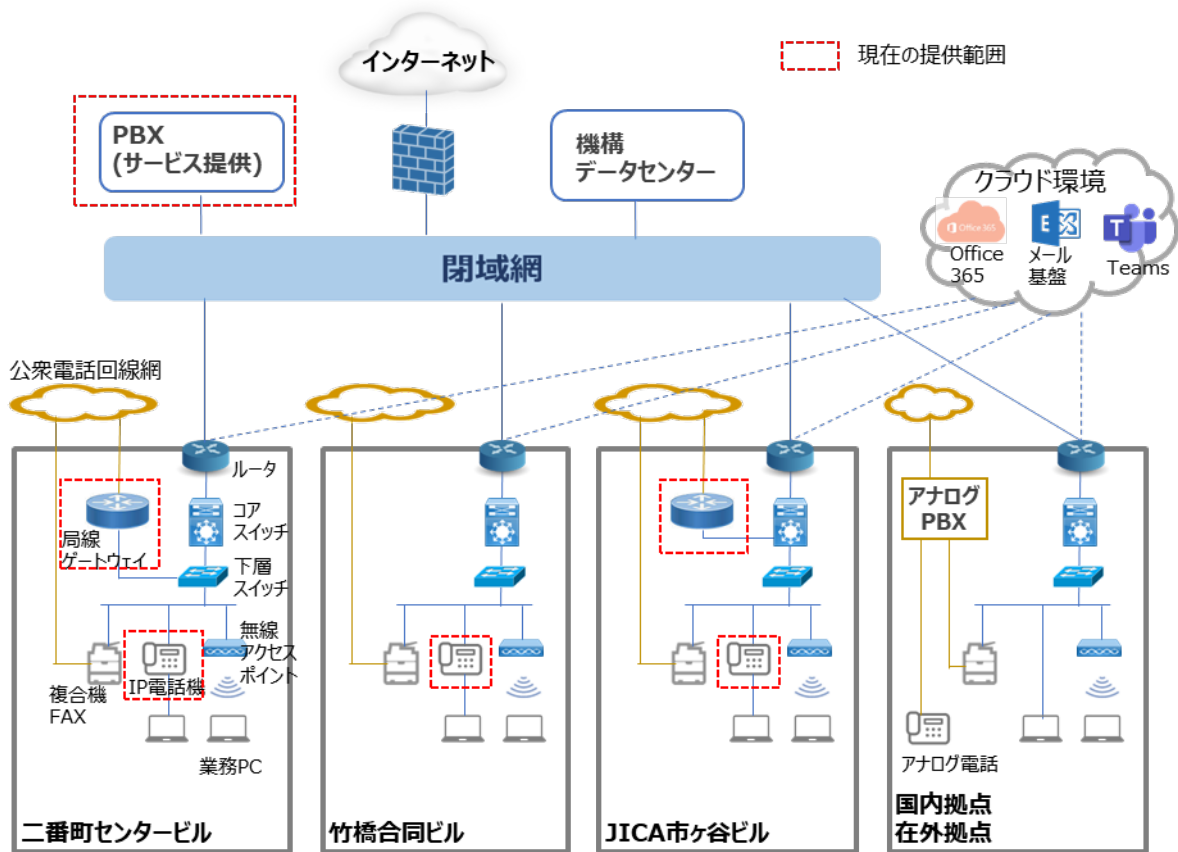 インターネット
現在の提供範囲
PBX
(サービス提供)
機構
データセンター
クラウド環境
Office 365
E
T
Office
365
メール
基盤
Teams
閉域網
公衆電話回線網
ルータ
コア
スイッチ
局線
ゲートウェイ
下層
スイッチ
無線
アクセス
ポイント
IP電話機
複合機
FAX
業務PC
二番町センタービル
竹橋合同ビル
JICA市ヶ谷ビル
アナログ
PBX
アナログ電話
国内拠点
在外拠点